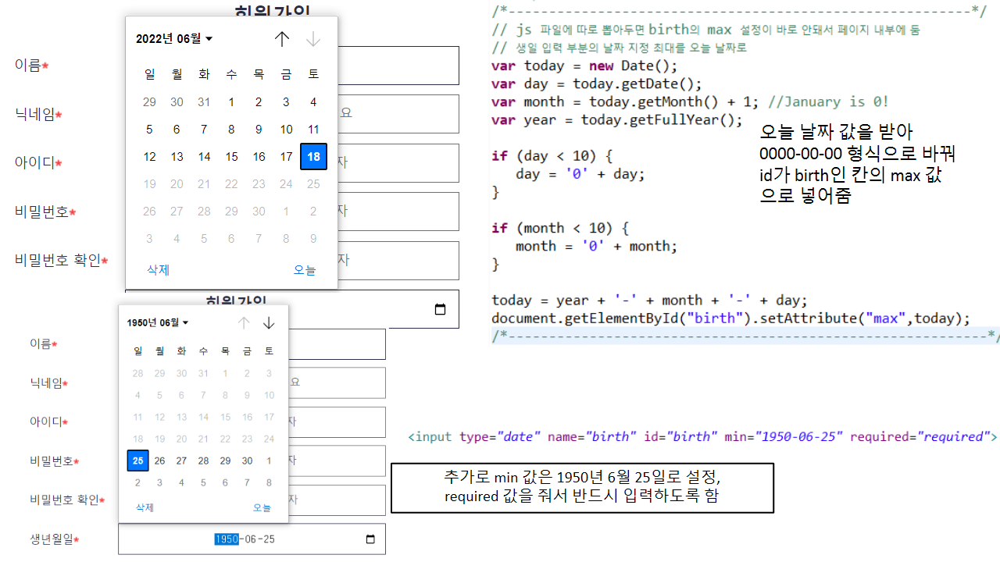 회원가입
2022년 06월
일 월 화 수 목 금 토
29 30 31 1 2 3 4
5 6 7 8 9 10 11
12 13 14 15 16 17 18
19 20 21 22 23 24 25
26 27 28 29 30 1 2
3 4 5 6 7 8 9
삭제 오늘
이름*
닉네임*
요
아이디*
자
비밀번호*
자
비밀번호 확인*
자
회원가입
1950년 06월
일 월 화 수 목 금 토
28 29 30 31 1 2 3
4 5 6 7 8 9 10
11 12 13 14 15 16 17
18 19 20 21 22 23 24
25 26 27 28 29 30 1
2 3 4 5 6 7 8
삭제 오늘
이름*
닉네임*
요
아이디*
자
비밀번호*
자
비밀번호 확인*
자
생년월일*
1950-06-25
/*---------------------------------------------------------*/
// js 파일에 따로 뽑아두면 birth의 max 설정이 바로 안돼서 페이지 내부에 둠
// 생일 입력 부분의 날짜 지정 최대를 오늘 날짜로
var today = new Date();
var day = today.getDate();
var month = today.getMonth() + 1; //January is 0!
var year = today.getFullYear();
if (day < 10) {
day = '0' + day;
}
if (month < 10) {
month = '0' + month;
}
today = year + '-' + month + '-' + day;
document.getElementById("birth").setAttribute("max",today);
/*-----------------------------------------------------------*/
오늘 날짜 값을 받아
0000-00-00 형식으로 바꿔
id가 birth인 칸의 max 값
으로 넣어줌
<input type="date" name="birth" id="birth" min="1950-06-25" required="required">
추가로 min 값은 1950년 6월 25일로 설정,
required 값을 줘서 반드시 입력하도록 함